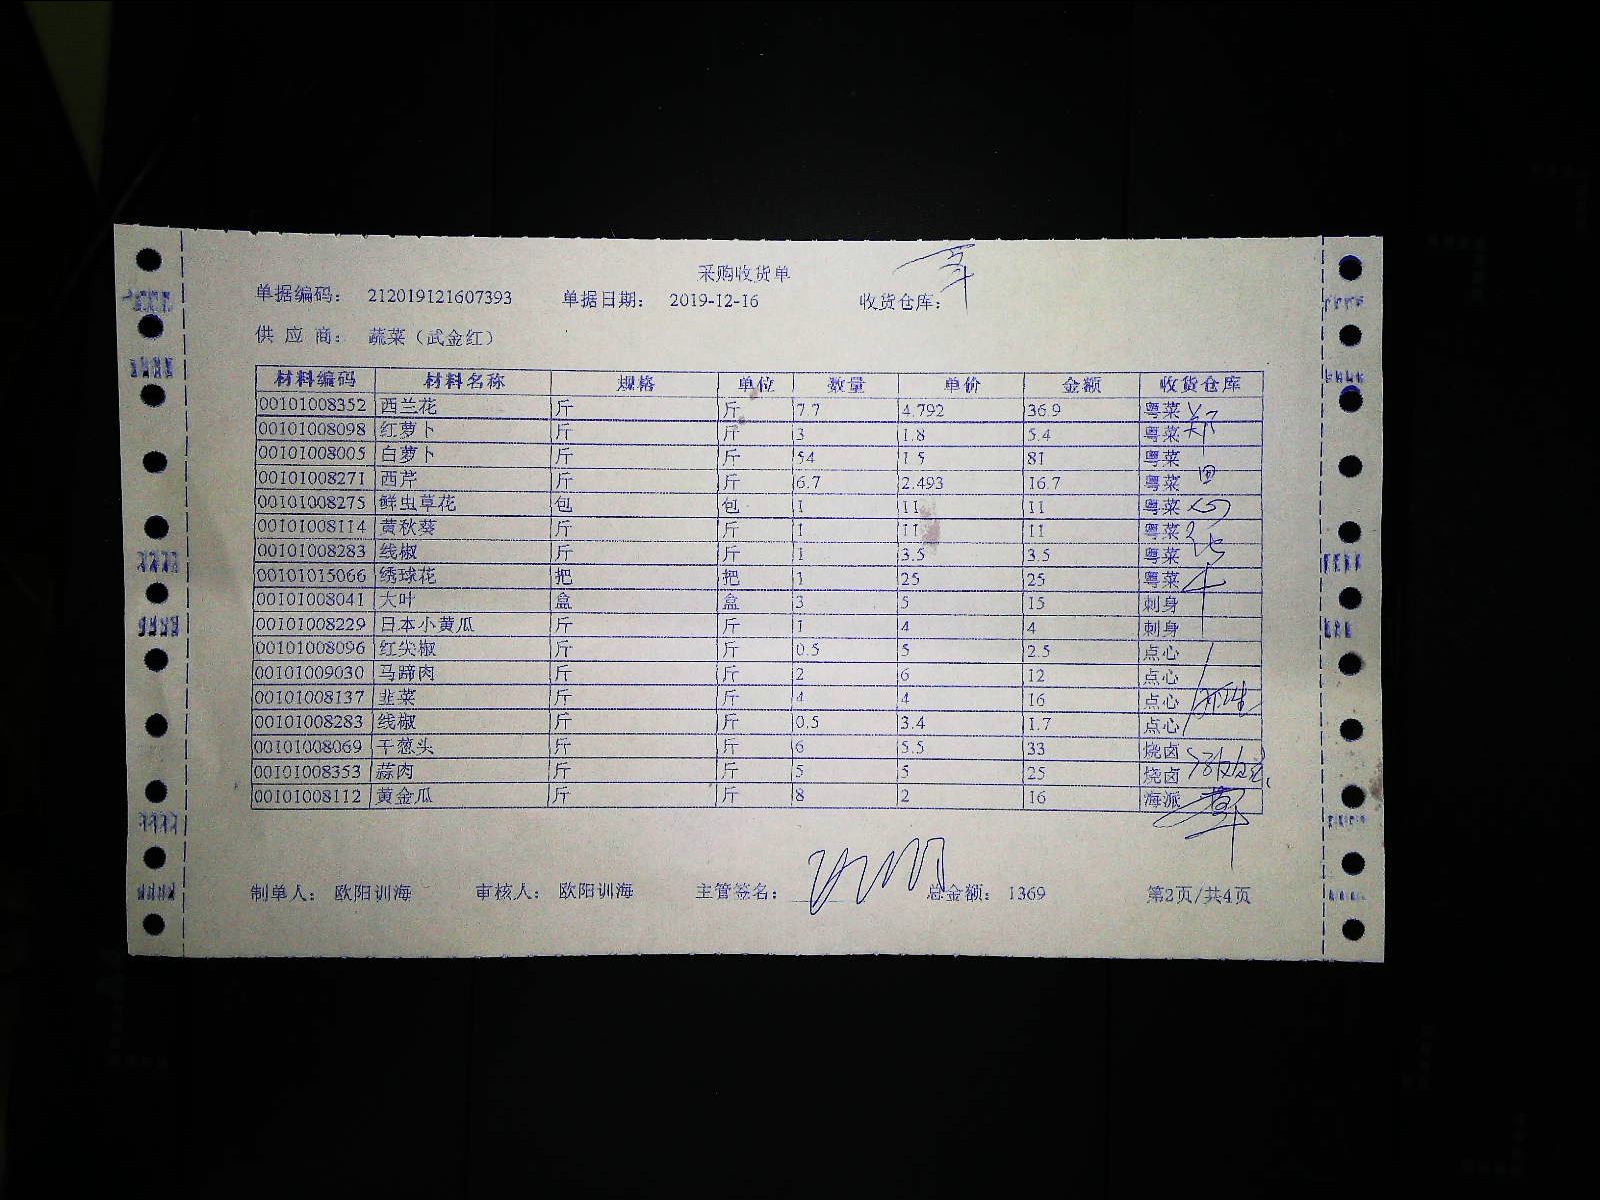 采购收货单
单据编码： 212019121607393 单据日期： 2019-12-16 收货仓库：
供 应 商： 蔬菜（武金红）
材料编码 材料名称 规格 单位 数量 单价 金额 收货仓库
00101008352 西兰花 斤 斤 7.7 4.792 36.9 粤菜
00101008098 红萝卜 斤 斤 3 1.8 5.4 粤菜
00101008005 白萝卜 斤 斤 54 1.5 81 粤菜
00101008271 西芹 斤 斤 6.7 2.493 16.7 粤菜
00101008275 鲜虫草花 包 包 1 11 11 粤菜
00101008114 黄秋葵 斤 斤 1 11 11 粤菜
00101008283 线椒 斤 斤 1 3.5 3.5 粤菜
00101015066 绣球花 把 把 1 25 25 粤菜
00101008041 大叶 盒 盒 3 5 15 刺身
00101008229 日本小黄瓜 斤 斤 1 4 4 刺身
00101008096 红尖椒 斤 斤 0.5 5 2.5 点心
00101009030 马蹄肉 斤 斤 2 6 12 点心
00101008137 韭菜 斤 斤 4 4 16 点心
00101008283 线椒 斤 斤 0.5 3.4 1.7 点心
00101008069 干葱头 斤 斤 6 5.5 33 烧卤
00101008353 蒜肉 斤 斤 5 5 25 烧卤
00101008112 黄金瓜 斤 斤 8 2 16 海派
制单人： 欧阳训海 审核人： 欧阳训海 主管签名： 总金额： 1369 第2页/共4页